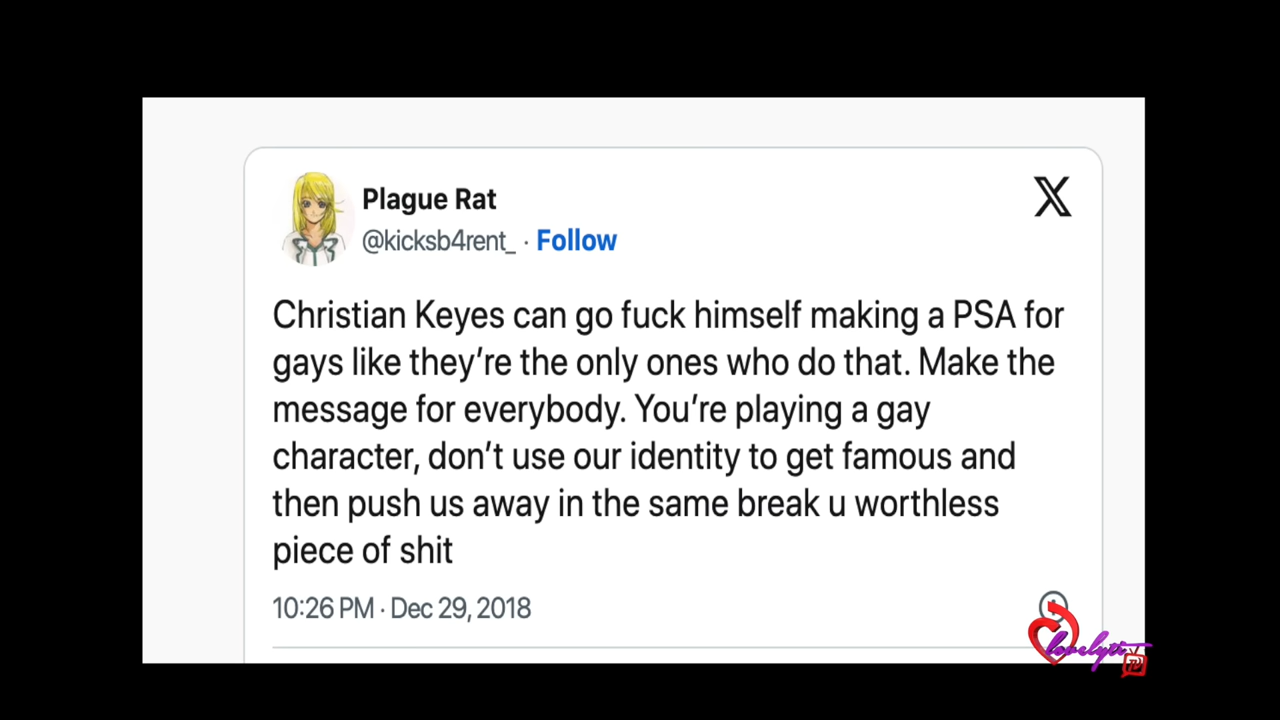 Plague Rat
@kicksb4rent_ · Follow
Christian Keyes can go fuck himself making a PSA for
gays like they're the only ones who do that. Make the
message for everybody. You're playing a gay
character, don't use our identity to get famous and
then push us away in the same break u worthless
piece of shit
10:26 PM · Dec 29, 2018
lovelyti
TV